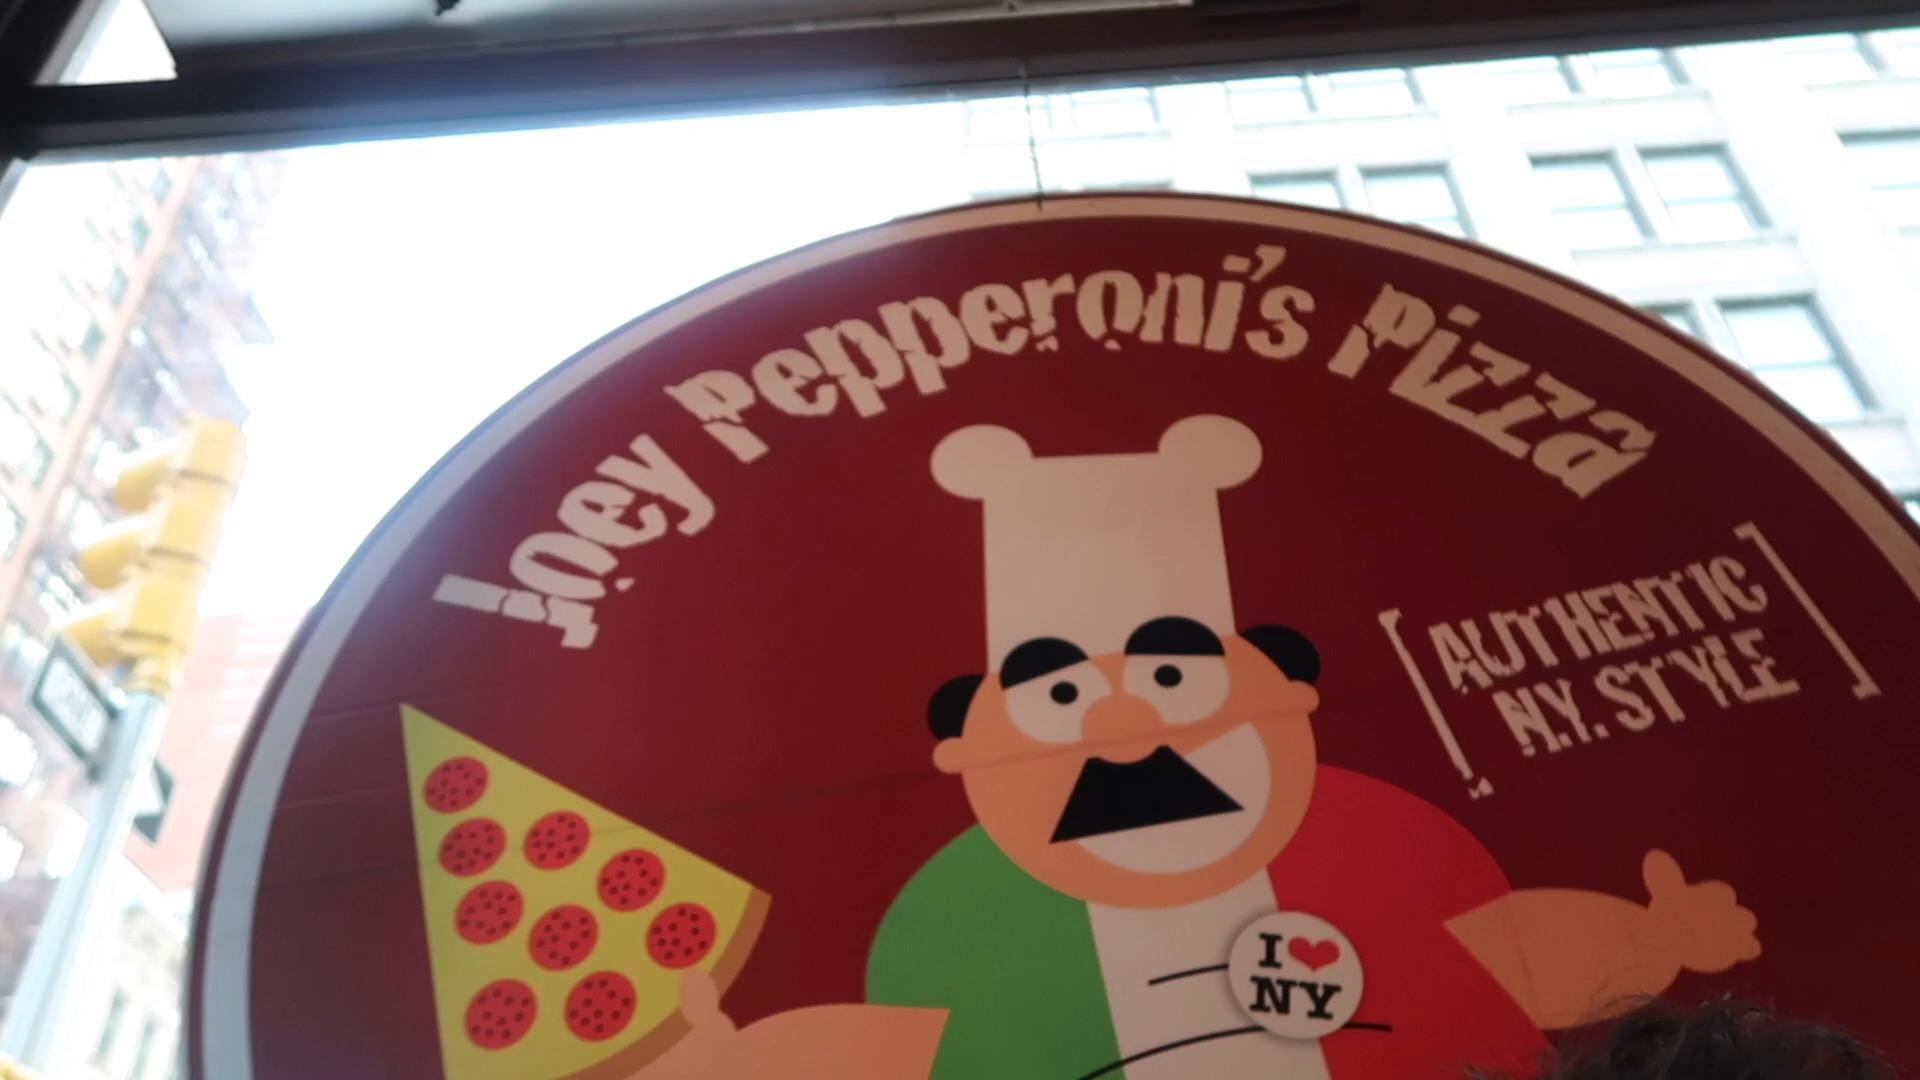 Joey Pepperoni's Pizza
AUTHENTIC
N.Y. STYLE
I ❤
NY